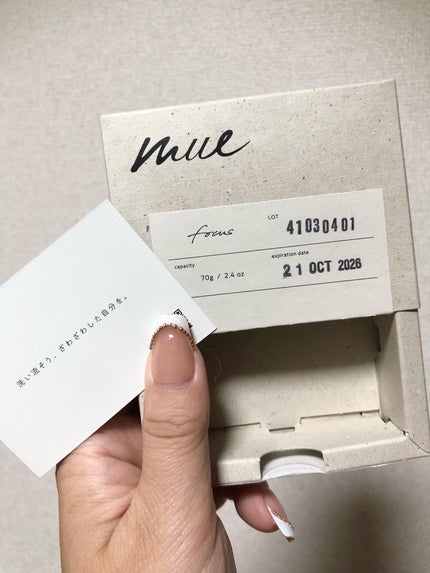 mue
focus
LOT
41030401
capacity
70g / 2.4 oz
expiration date
21 OCT 2026
洗い流そう、ざわざわした自分を。